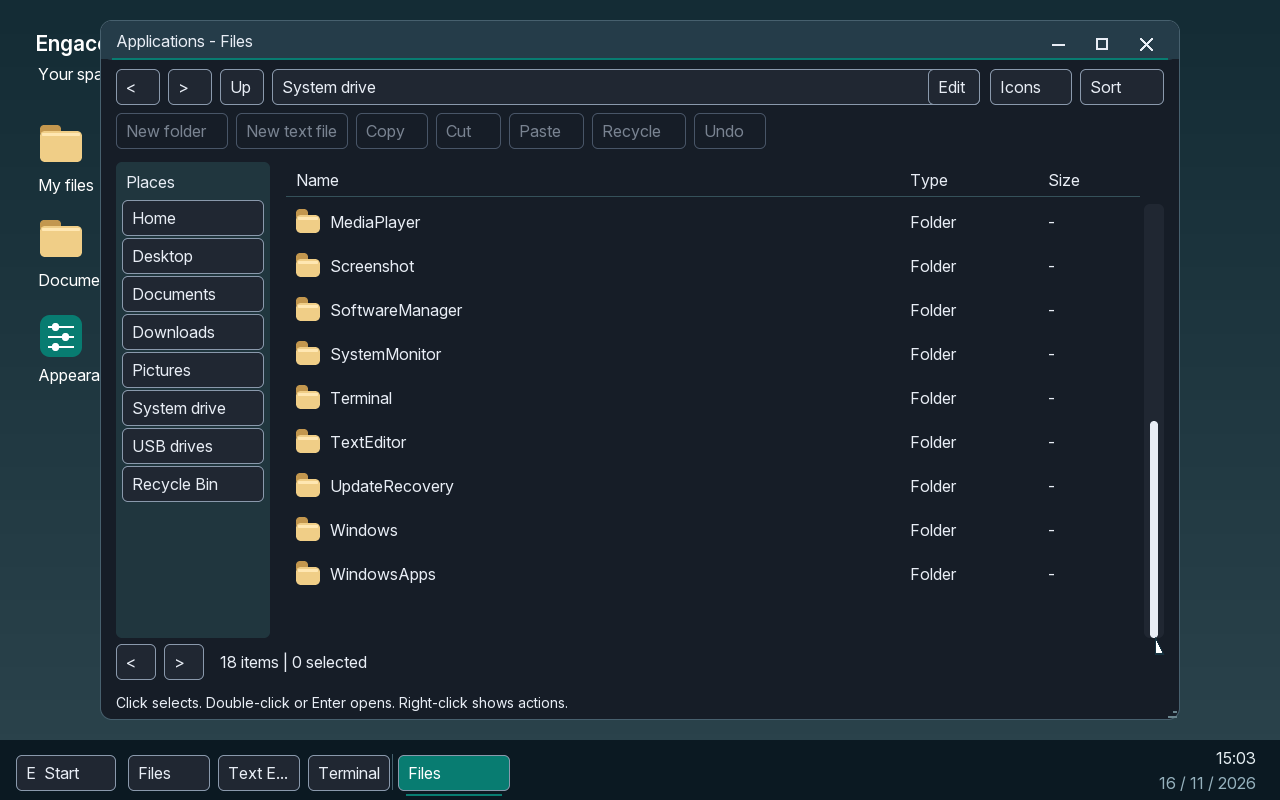 Engaco
Your spa
My files
Docume
Appeara
Applications - Files
< > Up System drive Edit Icons Sort
New folder New text file Copy Cut Paste Recycle Undo
Places
Home
Desktop
Documents
Downloads
Pictures
System drive
USB drives
Recycle Bin
Name Type Size
MediaPlayer Folder -
Screenshot Folder -
SoftwareManager Folder -
SystemMonitor Folder -
Terminal Folder -
TextEditor Folder -
UpdateRecovery Folder -
Windows Folder -
WindowsApps Folder -
< > 18 items | 0 selected
Click selects. Double-click or Enter opens. Right-click shows actions.
E Start Files Text E... Terminal Files
15:03
16 / 11 / 2026